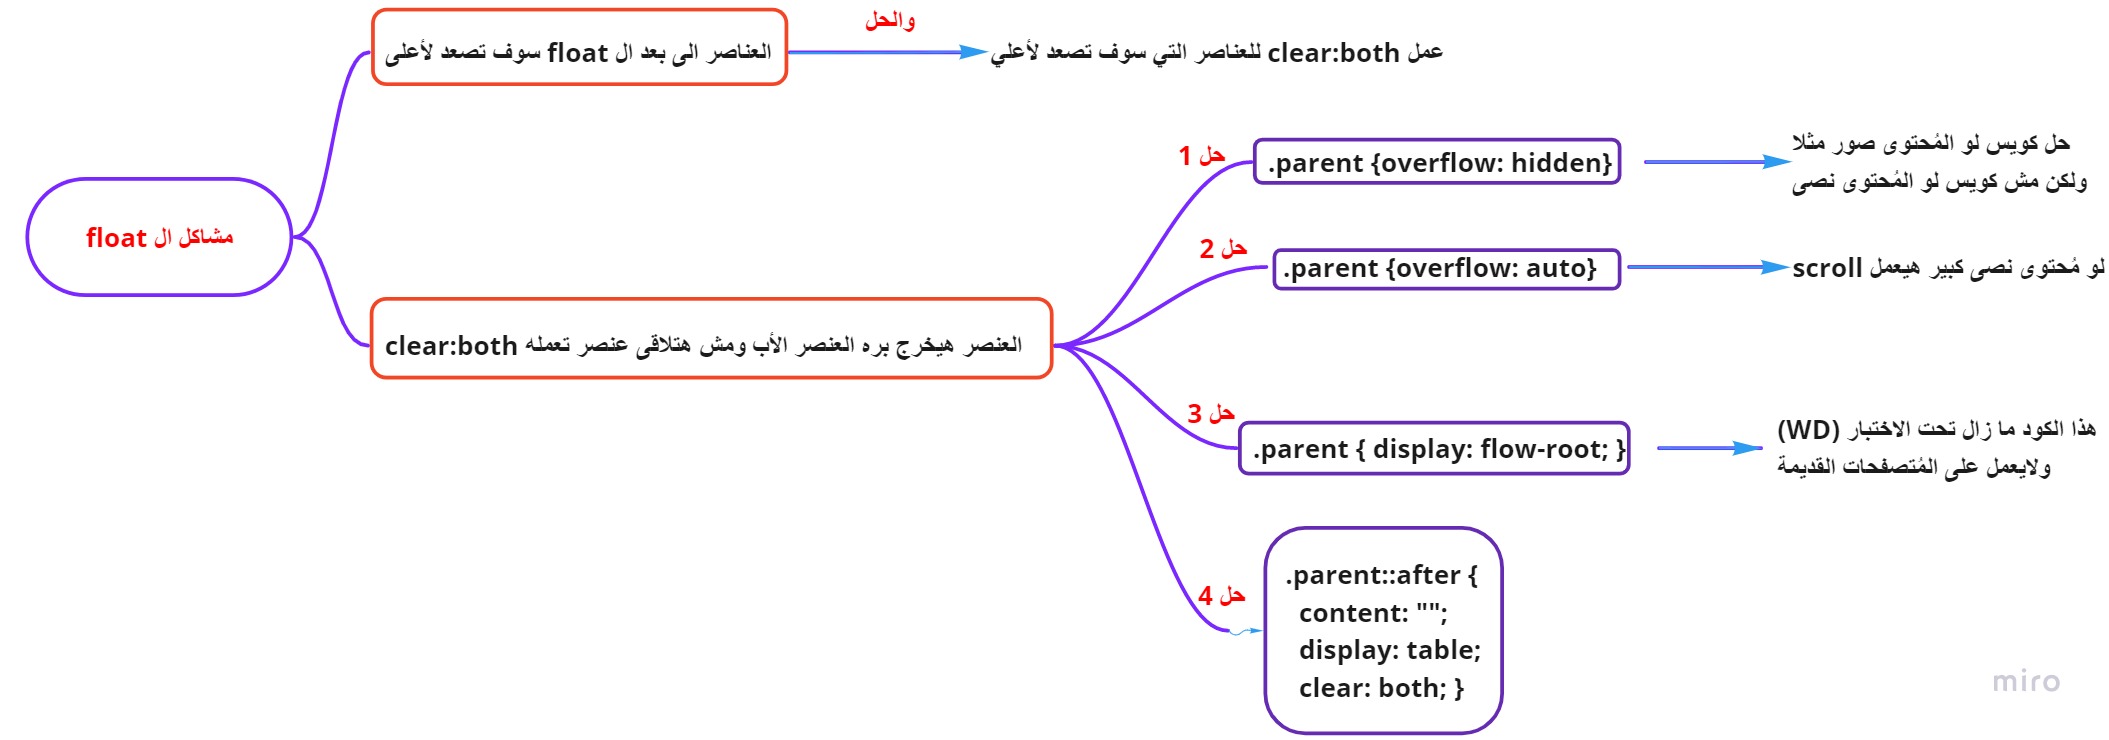 مشاكل ال float
العناصر الى بعد ال float سوف تصعد لأعلى
والحل
عمل clear:both للعناصر التي سوف تصعد لأعلي
العنصر هيخرج بره العنصر الأب ومش هتلاقى عنصر تعمله clear:both
حل 1
.parent {overflow: hidden}
حل كويس لو المُحتوى صور مثلا
ولكن مش كويس لو المُحتوى نصى
حل 2
.parent {overflow: auto}
لو مُحتوى نصى كبير هيعمل scroll
حل 3
.parent { display: flow-root; }
هذا الكود ما زال تحت الاختبار (WD)
ولايعمل على المُتصفحات القديمة
حل 4
.parent::after {
content: "";
display: table;
clear: both; }
miro